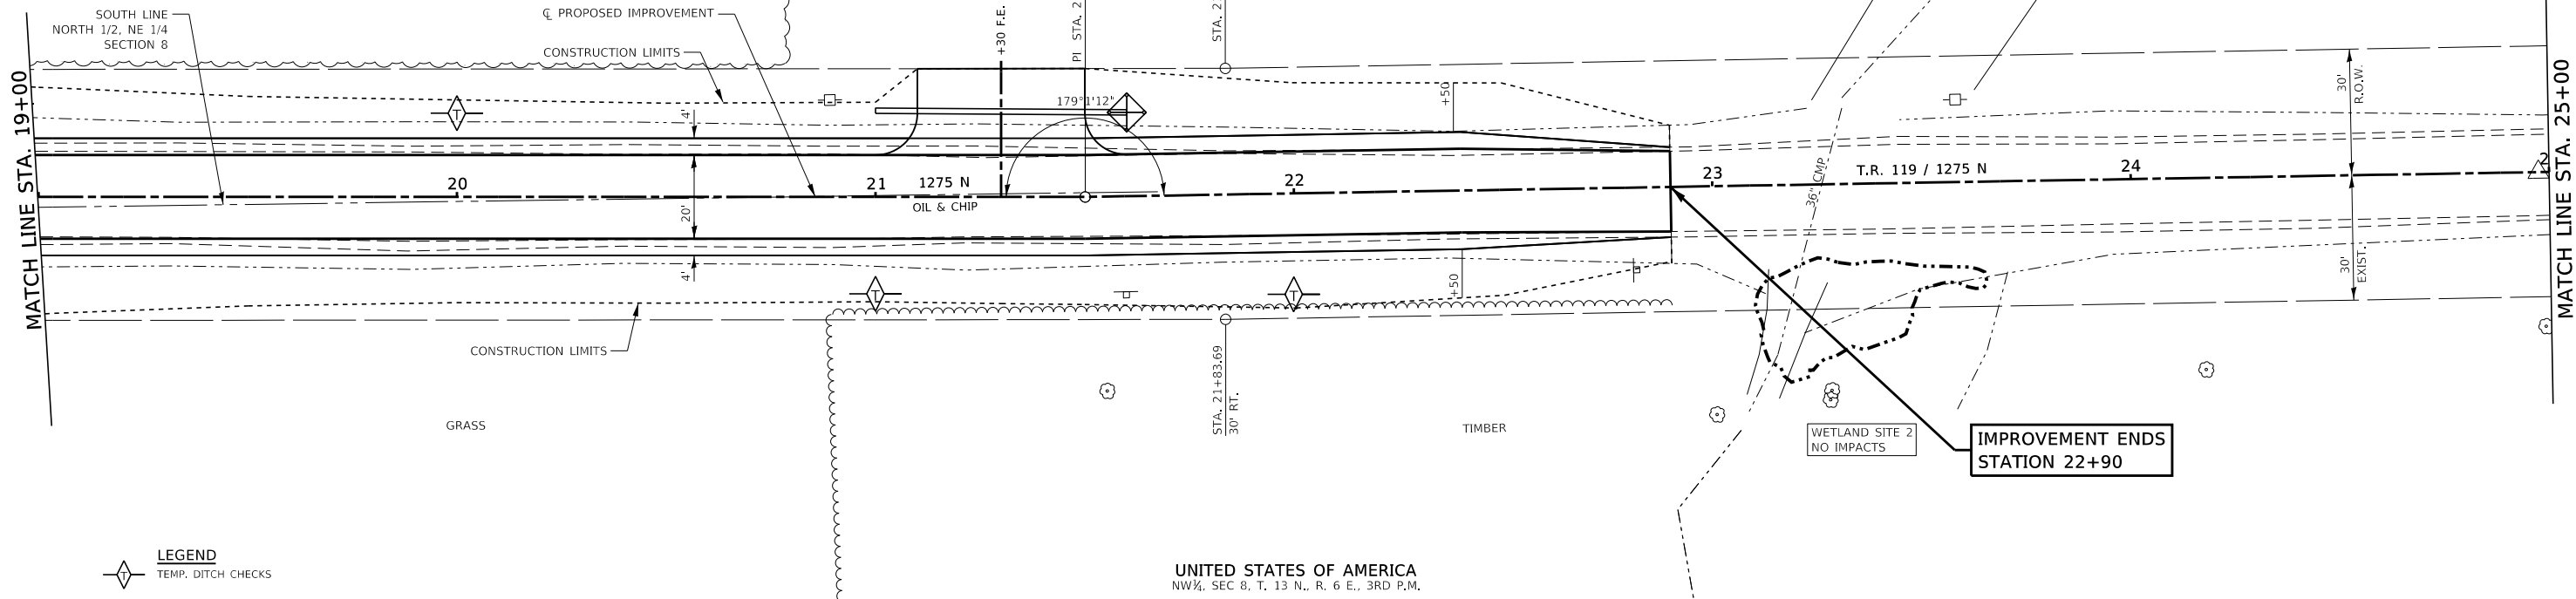 SOUTH LINE
NORTH 1/2, NE 1/4
SECTION 8
℄ PROPOSED IMPROVEMENT
CONSTRUCTION LIMITS
+30 F.E.
PI STA. 2
STA. 2
MATCH LINE STA. 19+00
T
4'
179°1'12"
+50
30'
R.O.W.
MATCH LINE STA. 25+00
20
21
1275 N
OIL & CHIP
22
23
36" CMP
T.R. 119 / 1275 N
24
2
20'
4'
T
T
+50
30'
EXIST.
CONSTRUCTION LIMITS
STA. 21+83.69
30' RT.
GRASS
TIMBER
WETLAND SITE 2
NO IMPACTS
IMPROVEMENT ENDS
STATION 22+90
LEGEND
T TEMP. DITCH CHECKS
UNITED STATES OF AMERICA
NW¼, SEC 8, T. 13 N., R. 6 E., 3RD P.M.